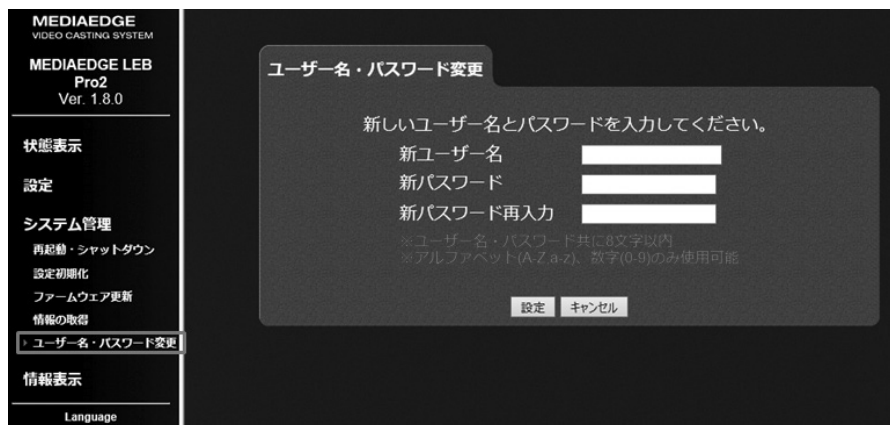 MEDIAEDGE
VIDEO CASTING SYSTEM
MEDIAEDGE LEB
Pro2
Ver. 1.8.0
状態表示
設定
システム管理
再起動・シャットダウン
設定初期化
ファームウェア更新
情報の取得
ユーザー名・パスワード変更
情報表示
Language
ユーザー名・パスワード変更
新しいユーザー名とパスワードを入力してください。
新ユーザー名
新パスワード
新パスワード再入力
※ユーザー名・パスワード共に8文字以内
※アルファベット(A-Z,a-z)、数字(0-9)のみ使用可能
設定 キャンセル